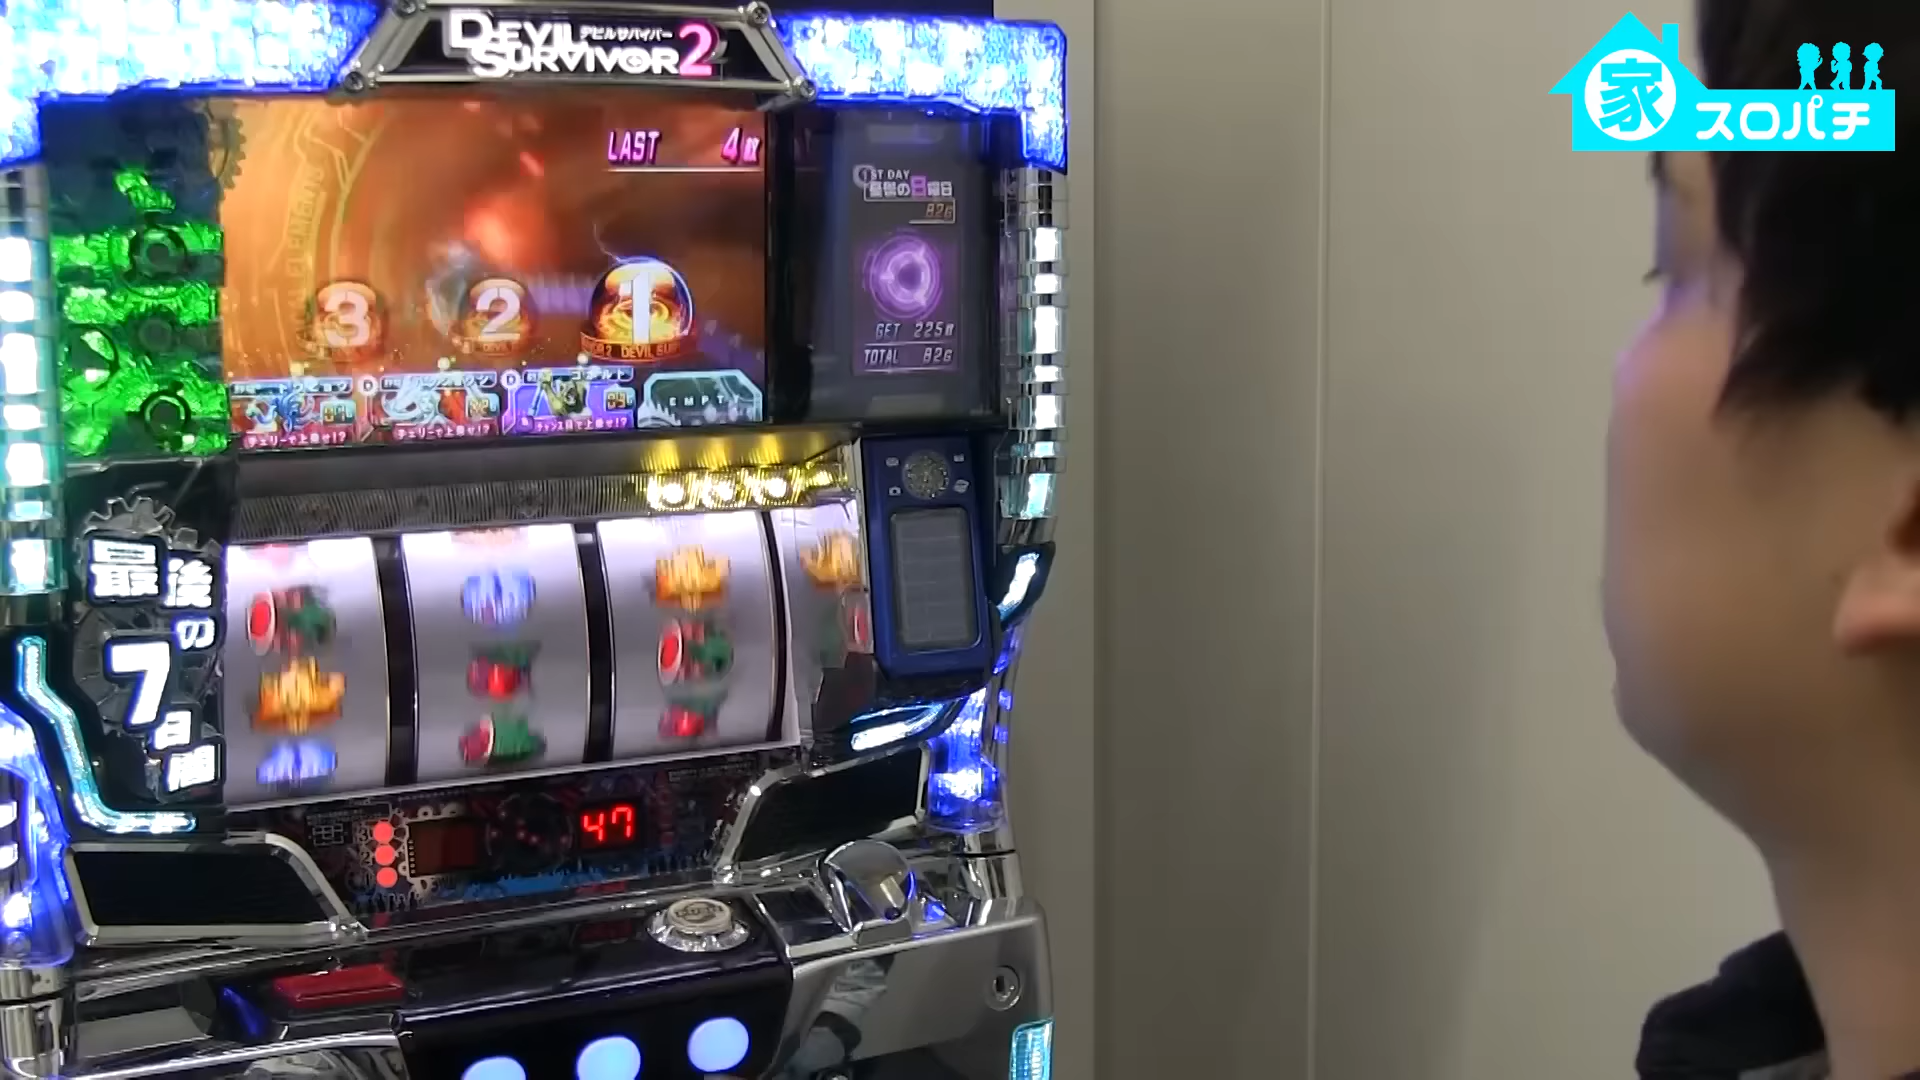 DEVIL SURVIVOR 2
デビルサバイバー
家
スロパチ
LAST 4枚
1ST DAY
憂鬱の日曜日
82G
3
2
1
GET 225枚
TOTAL 82G
EMPTY
チェリーで上乗せ!?
チェリーで上乗せ!?
チャンス目で上乗せ!?
最後の7日間
47